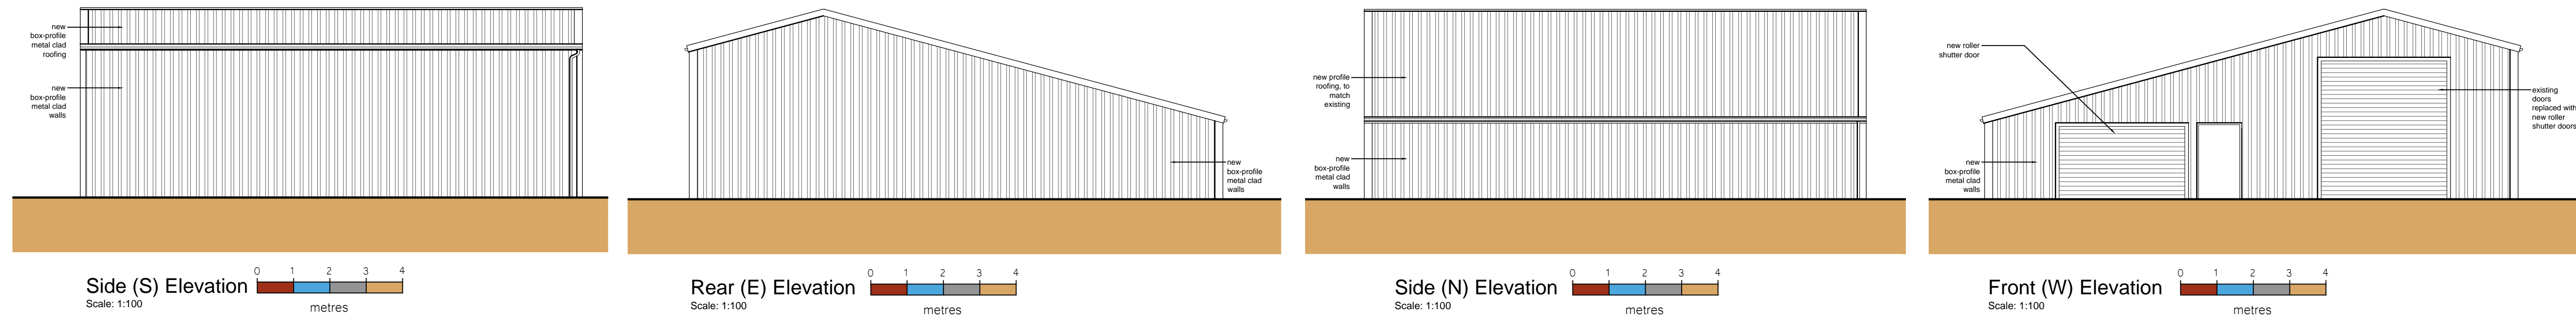 new
box-profile
metal clad
roofing
new
box-profile
metal clad
walls
Side (S) Elevation
Scale: 1:100
0 1 2 3 4
metres
new
box-profile
metal clad
walls
Rear (E) Elevation
Scale: 1:100
0 1 2 3 4
metres
new profile
roofing, to
match
existing
new
box-profile
metal clad
walls
Side (N) Elevation
Scale: 1:100
0 1 2 3 4
metres
new roller
shutter door
new
box-profile
metal clad
walls
existing
doors
replaced with
new roller
shutter doors
Front (W) Elevation
Scale: 1:100
0 1 2 3 4
metres